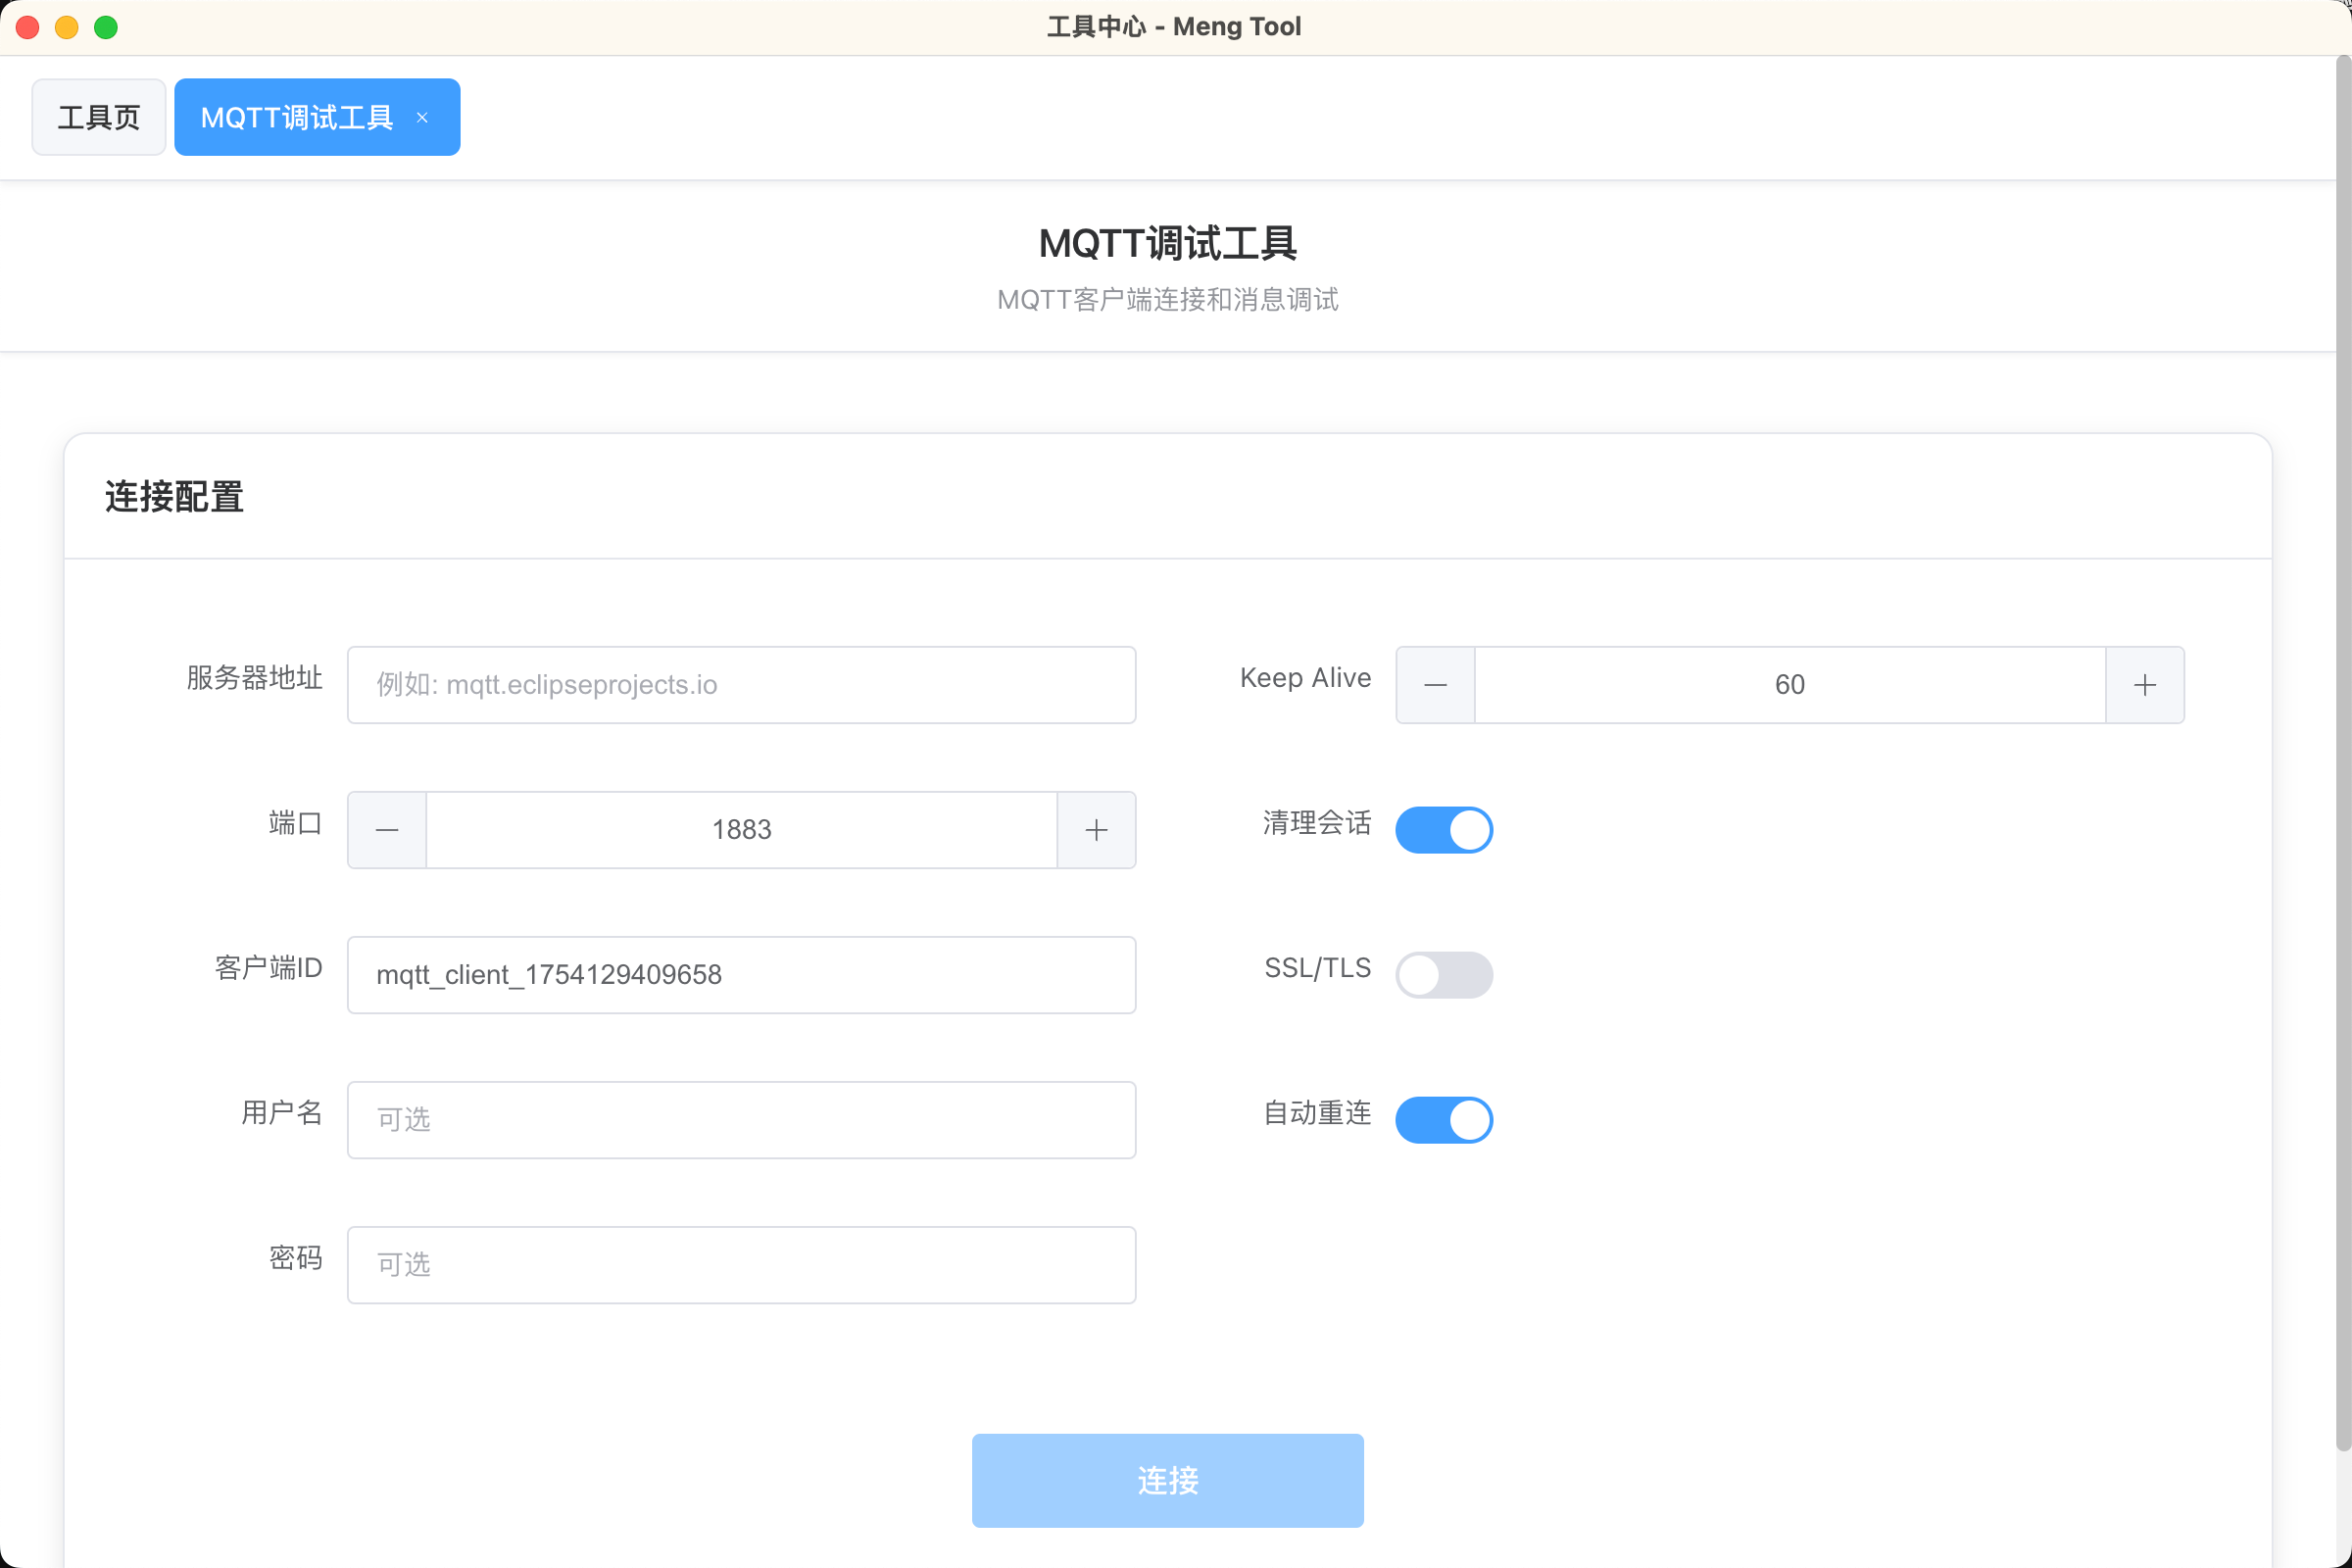 工具中心 - Meng Tool
工具页
MQTT调试工具 ×
MQTT调试工具
MQTT客户端连接和消息调试
连接配置
服务器地址
例如: mqtt.eclipseprojects.io
Keep Alive
60
端口
1883
清理会话
客户端ID
mqtt_client_1754129409658
SSL/TLS
用户名
可选
自动重连
密码
可选
连接